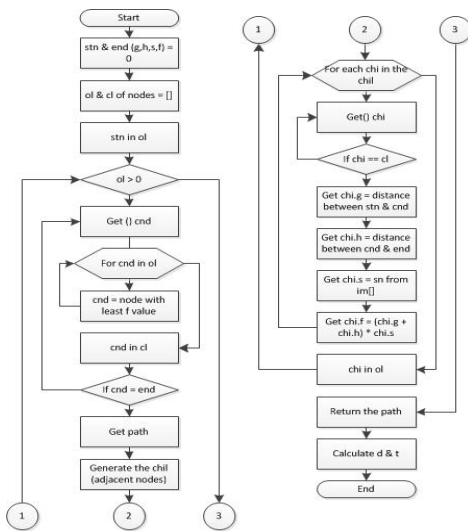 Start
stn & end (g,h,s,f) =
0
ol & cl of nodes = []
stn in ol
ol > 0
Get () cnd
For cnd in ol
cnd = node with
least f value
cnd in cl
If cnd = end
Get path
Generate the chil
(adjacent nodes)
1
2
3
1
2
3
For each chi in the
chil
Get() chi
If chi == cl
Get chi.g = distance
between stn & cnd
Get chi.h = distance
between cnd & end
Get chi.s = sn from
im[]
Get chi.f = (chi.g +
chi.h) * chi.s
chi in ol
Return the path
Calculate d & t
End